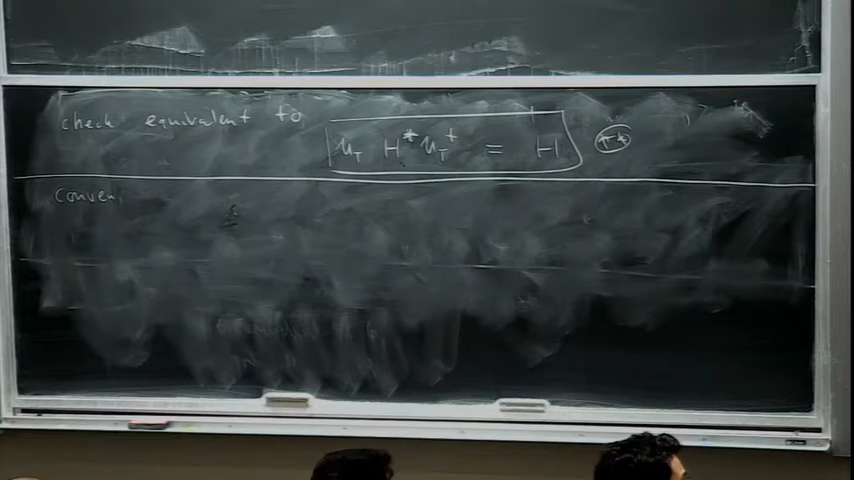 check equivalent to
U_T H* U_T^† = H (**)
Conven